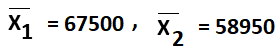 X̅₁ = 67500 , X̅₂ = 58950